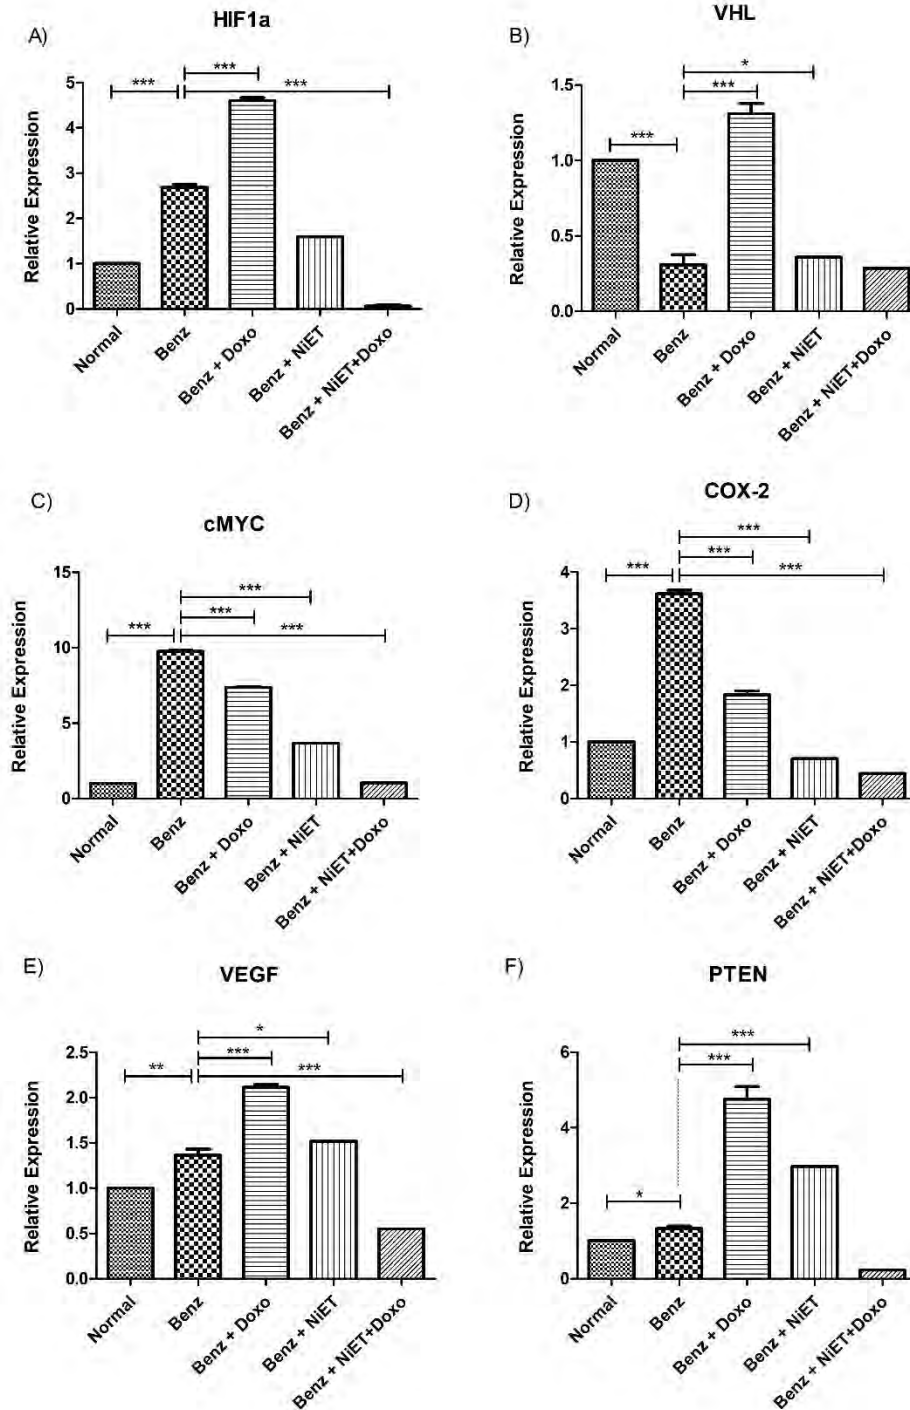 A)
HIF1a
***
***
***
Relative Expression
5
4
3
2
1
0
Normal
Benz
Benz + Doxo
Benz + NiET
Benz + NiET+Doxo
B)
VHL
*
***
***
Relative Expression
1.5
1.0
0.5
0.0
Normal
Benz
Benz + Doxo
Benz + NiET
Benz + NiET+Doxo
C)
cMYC
***
***
***
***
Relative Expression
15
10
5
0
Normal
Benz
Benz + Doxo
Benz + NiET
Benz + NiET+Doxo
D)
COX-2
***
***
***
***
Relative Expression
4
3
2
1
0
Normal
Benz
Benz + Doxo
Benz + NiET
Benz + NiET+Doxo
E)
VEGF
*
***
**
***
Relative Expression
2.5
2.0
1.5
1.0
0.5
0.0
Normal
Benz
Benz + Doxo
Benz + NiET
Benz + NiET+Doxo
F)
PTEN
***
***
*
Relative Expression
6
4
2
0
Normal
Benz
Benz + Doxo
Benz + NiET
Benz + NiET+Doxo